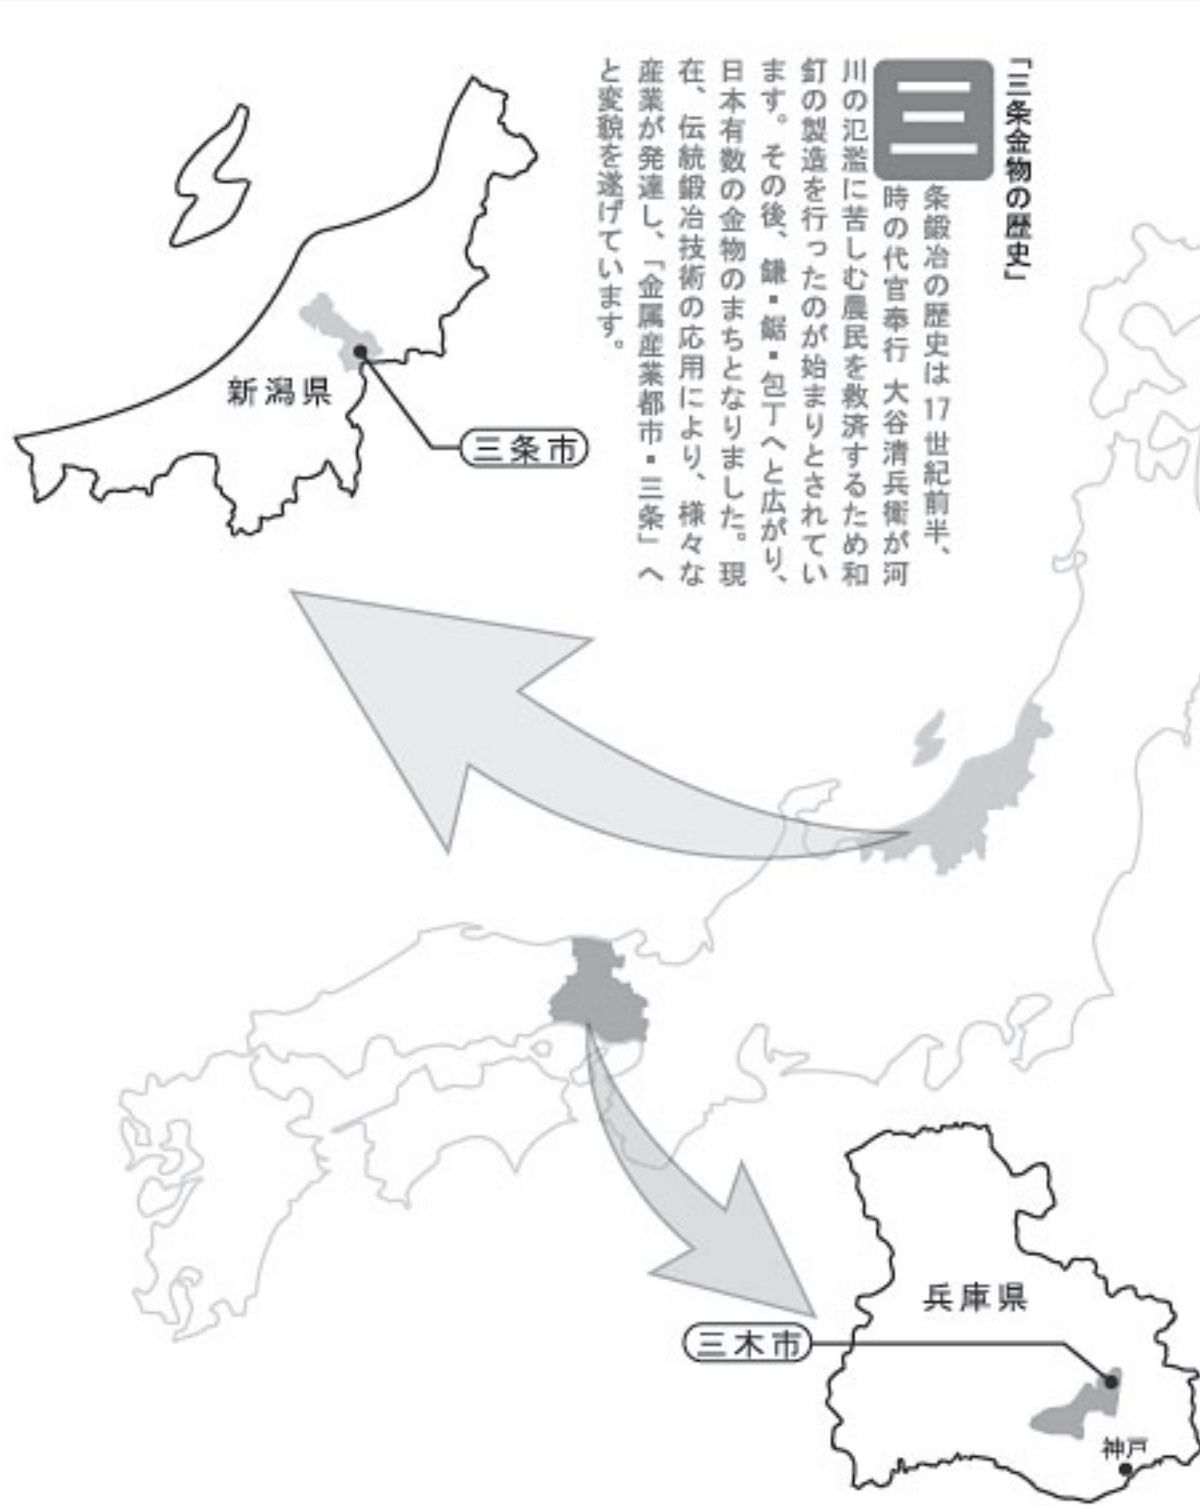 「三条金物の歴史」
三条鍛冶の歴史は17世紀前半、
時の代官奉行 大谷清兵衛が河
川の氾濫に苦しむ農民を救済するため和
釘の製造を行ったのが始まりとされてい
ます。その後、鎌▪鋸▪包丁へと広がり、
日本有数の金物のまちとなりました。現
在、伝統鍛冶技術の応用により、様々な
産業が発達し、「金属産業都市▪三条」へ
と変貌を遂げています。
新潟県
三条市
兵庫県
三木市
神戸